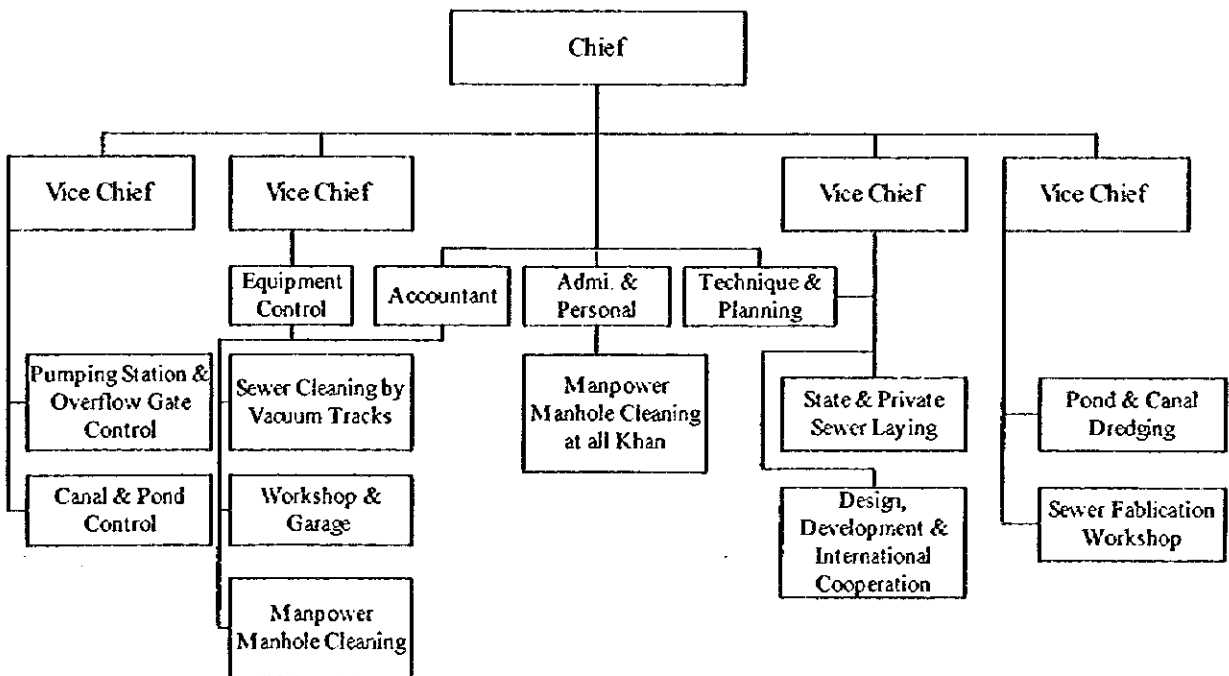 Chief
Vice Chief
Vice Chief
Vice Chief
Vice Chief
Equipment
Control
Accountant
Admi. &
Personal
Technique &
Planning
Pumping Station &
Overflow Gate
Control
Sewer Cleaning by
Vacuum Tracks
Manpower
Manhole Cleaning
at all Khan
State & Private
Sewer Laying
Pond & Canal
Dredging
Canal & Pond
Control
Workshop &
Garage
Design,
Development &
International
Cooperation
Sewer Fablication
Workshop
Manpower
Manhole Cleaning